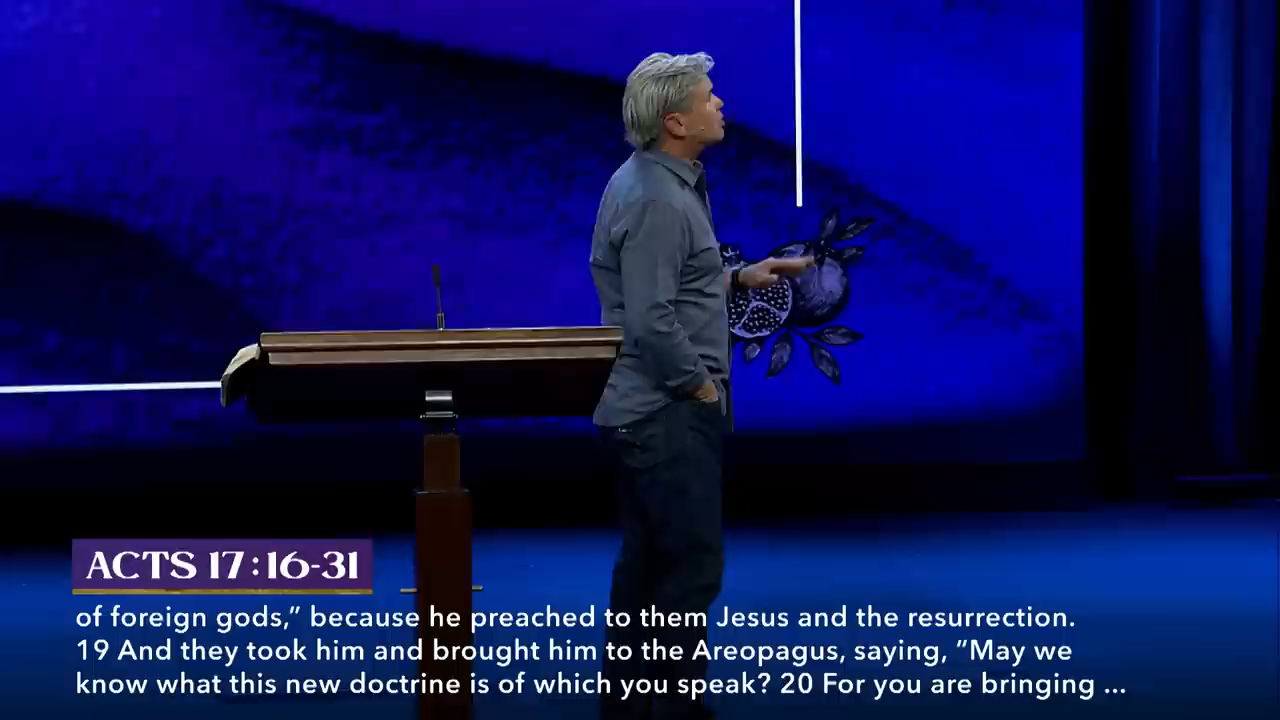 ACTS 17:16-31
of foreign gods,” because he preached to them Jesus and the resurrection.
19 And they took him and brought him to the Areopagus, saying, “May we
know what this new doctrine is of which you speak? 20 For you are bringing ...